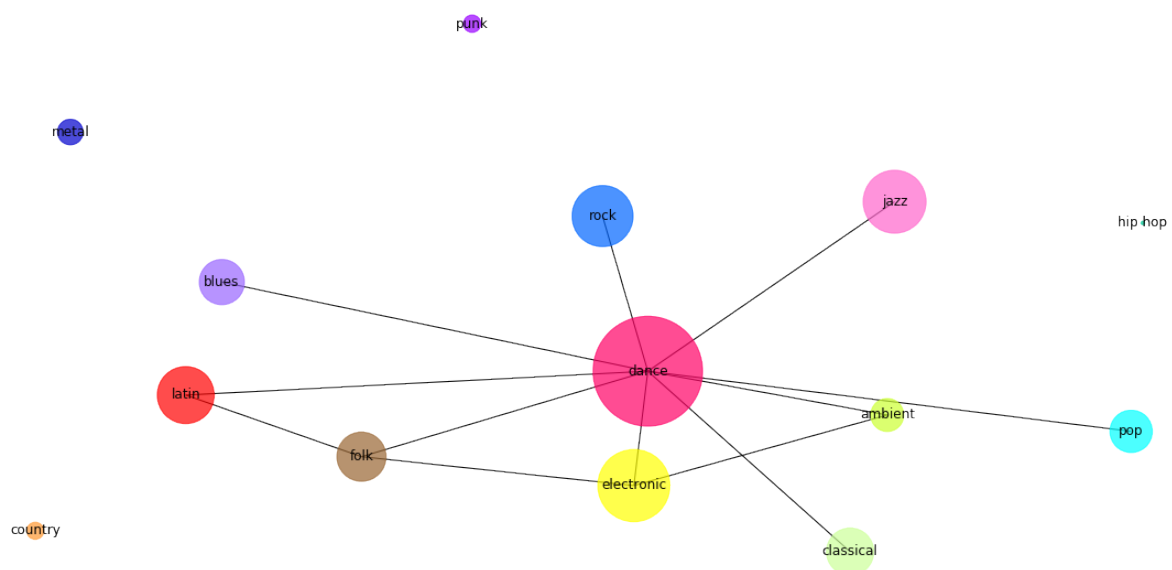 punk
metal
jazz
rock
hip hop
blues
dance
latin
ambient
pop
folk
electronic
country
classical